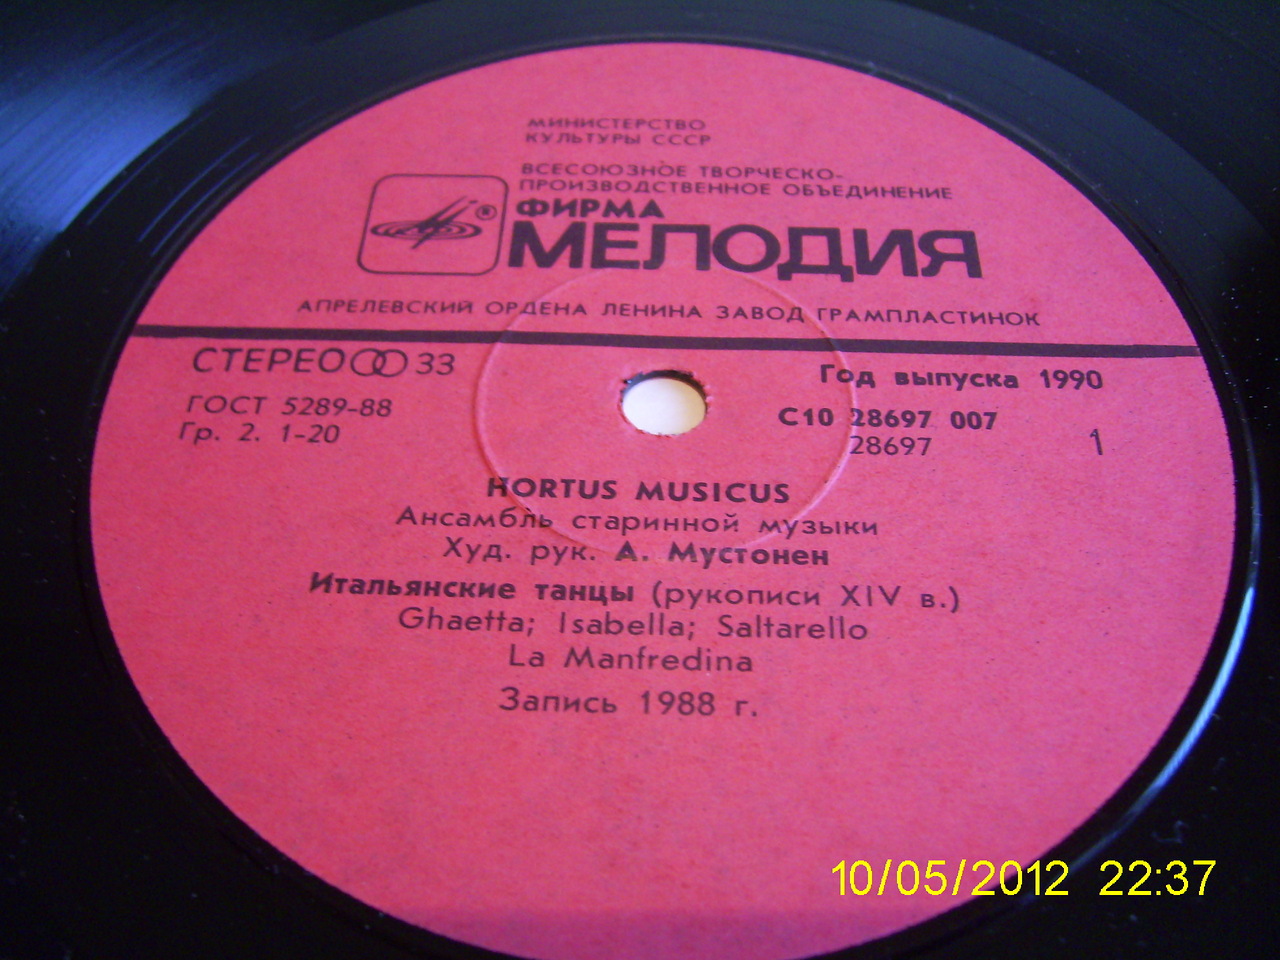 МИНИСТЕРСТВО
КУЛЬТУРЫ СССР
ВСЕСОЮЗНОЕ ТВОРЧЕСКО-
ПРОИЗВОДСТВЕННОЕ ОБЪЕДИНЕНИЕ
ФИРМА
® МЕЛОДИЯ
АПРЕЛЕВСКИЙ ОРДЕНА ЛЕНИНА ЗАВОД ГРАМПЛАСТИНОК
СТЕРЕО 33
ГОСТ 5289-88
Гр. 2. 1-20
Год выпуска 1990
С10 28697 007
28697
1
HORTUS MUSICUS
Ансамбль старинной музыки
Худ. рук. А. Мустонен
Итальянские танцы (рукописи XIV в.)
Ghaetta; Isabella; Saltarello
La Manfredina
Запись 1988 г.
10/05/2012 22:37